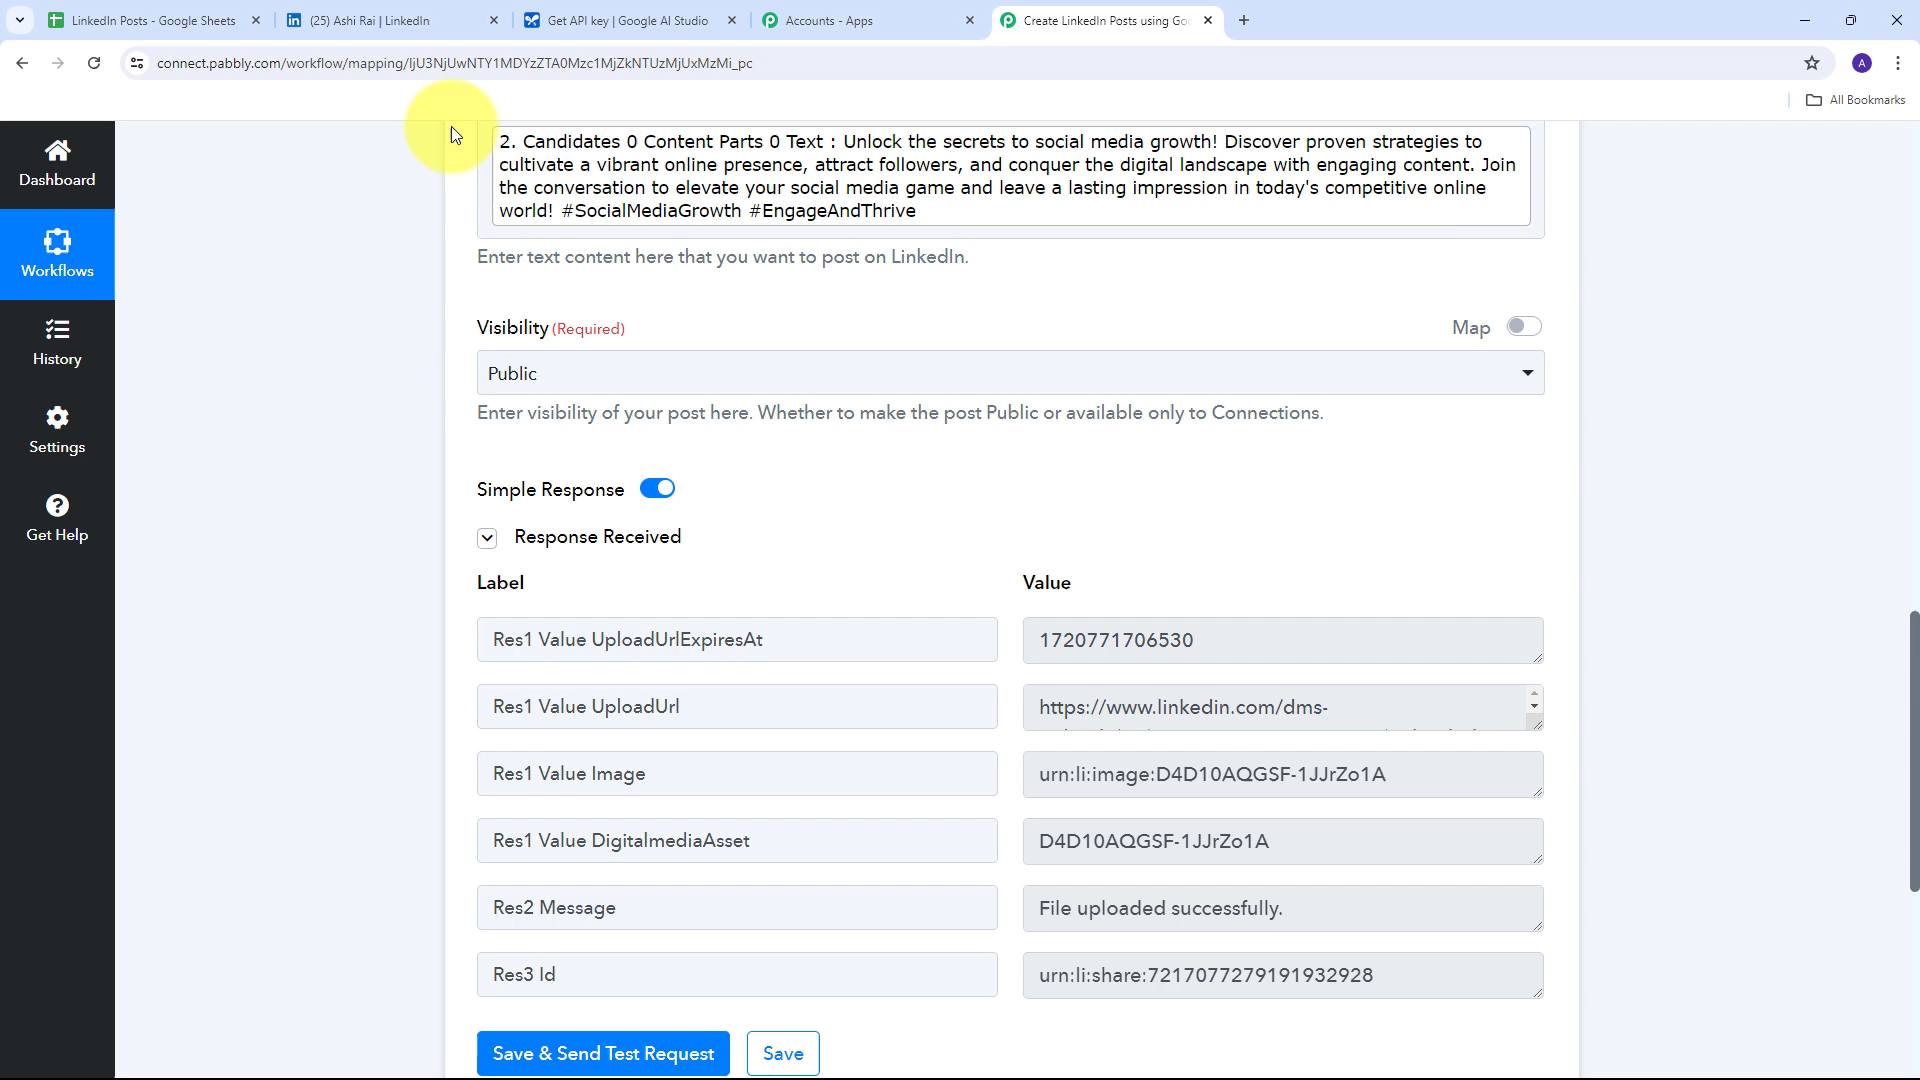 LinkedIn Posts - Google Sheets
(25) Ashi Rai | LinkedIn
Get API key | Google AI Studio
Accounts - Apps
Create LinkedIn Posts using Go
connect.pabbly.com/workflow/mapping/IjU3NjUwNTY1MDYzZTA0Mzc1MjZkNTUzMjUxMzMi_pc
A
All Bookmarks
Dashboard
Workflows
History
Settings
Get Help
2. Candidates 0 Content Parts 0 Text : Unlock the secrets to social media growth! Discover proven strategies to
cultivate a vibrant online presence, attract followers, and conquer the digital landscape with engaging content. Join
the conversation to elevate your social media game and leave a lasting impression in today's competitive online
world! #SocialMediaGrowth #EngageAndThrive
Enter text content here that you want to post on LinkedIn.
Visibility (Required)
Map
Public
Enter visibility of your post here. Whether to make the post Public or available only to Connections.
Simple Response
Response Received
Label Value
Res1 Value UploadUrlExpiresAt 1720771706530
Res1 Value UploadUrl https://www.linkedin.com/dms-
Res1 Value Image urn:li:image:D4D10AQGSF-1JJrZo1A
Res1 Value DigitalmediaAsset D4D10AQGSF-1JJrZo1A
Res2 Message File uploaded successfully.
Res3 Id urn:li:share:7217077279191932928
Save & Send Test Request Save